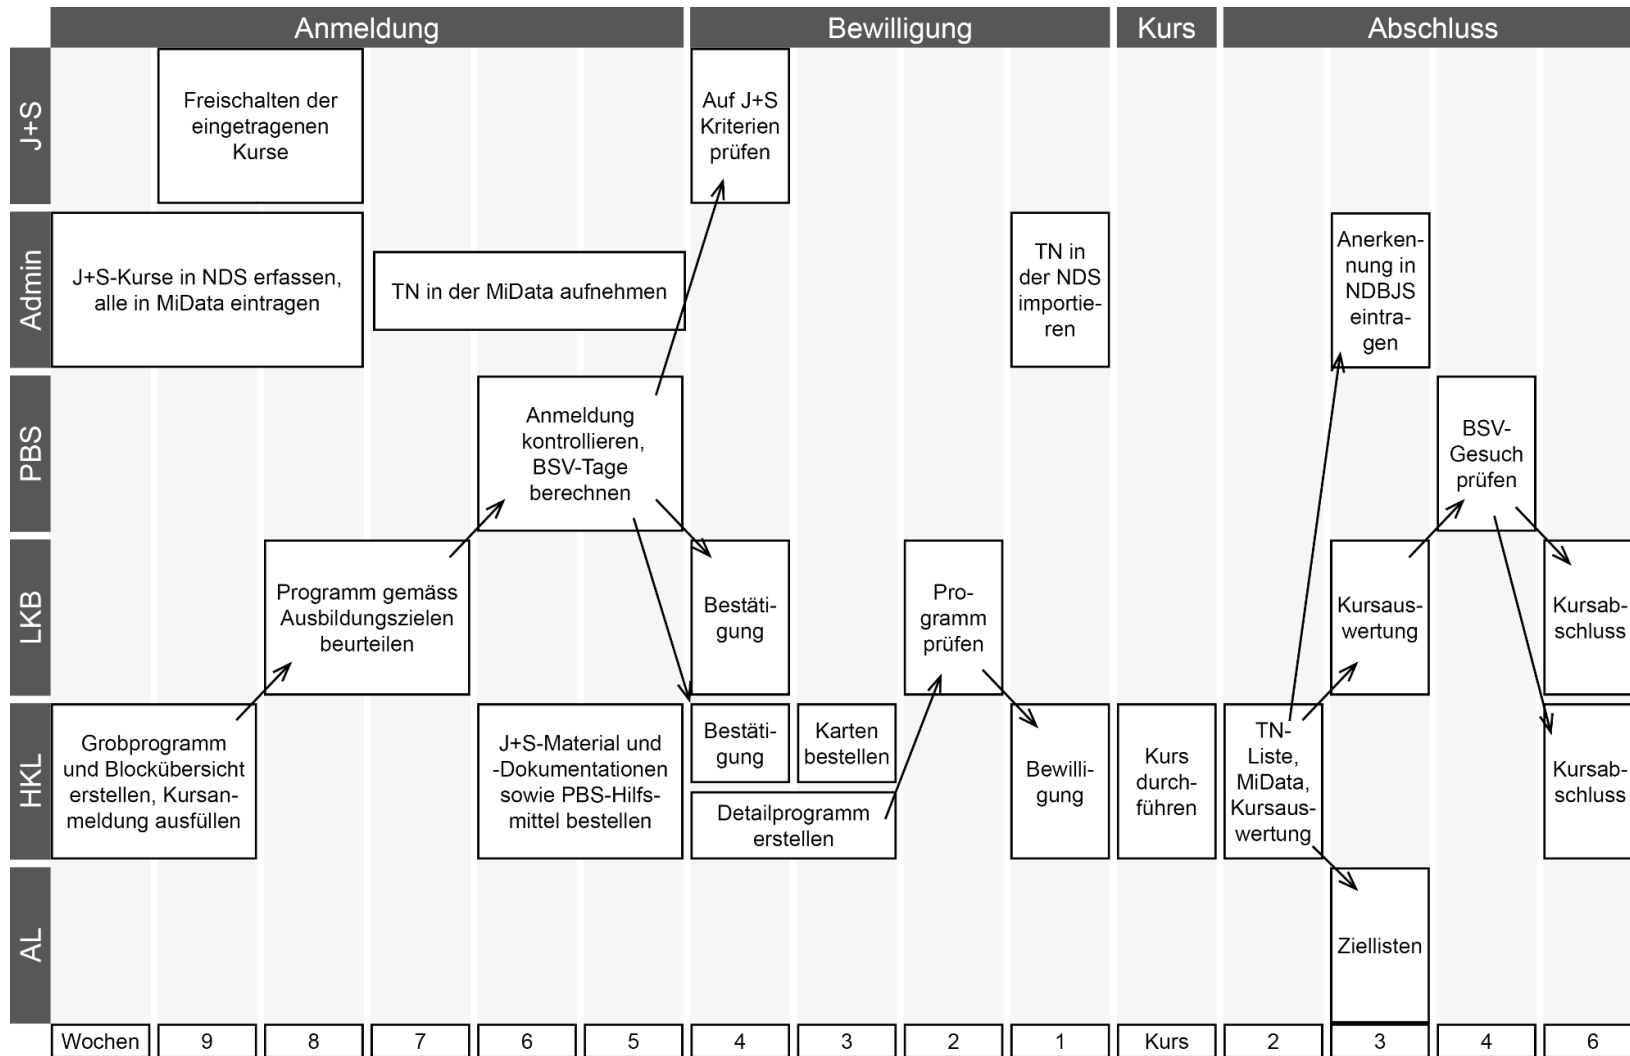 Anmeldung
Bewilligung
Kurs
Abschluss
J+S
Freischalten der
eingetragenen
Kurse
Auf J+S
Kriterien
prüfen
Admin
J+S-Kurse in NDS erfassen,
alle in MiData eintragen
TN in der MiData aufnehmen
TN in
der NDS
importie-
ren
Anerken-
nung in
NDBJS
eintra-
gen
PBS
Anmeldung
kontrollieren,
BSV-Tage
berechnen
BSV-
Gesuch
prüfen
LKB
Programm gemäss
Ausbildungszielen
beurteilen
Bestäti-
gung
Pro-
gramm
prüfen
Kursaus-
wertung
Kursab-
schluss
HKL
Grobprogramm
und Blockübersicht
erstellen, Kursan-
meldung ausfüllen
J+S-Material und
-Dokumentationen
sowie PBS-Hilfs-
mittel bestellen
Bestäti-
gung
Karten
bestellen
Detailprogramm
erstellen
Bewilli-
gung
Kurs
durch-
führen
TN-
Liste,
MiData,
Kursaus-
wertung
Kursab-
schluss
AL
Ziellisten
Wochen
9
8
7
6
5
4
3
2
1
Kurs
2
3
4
6